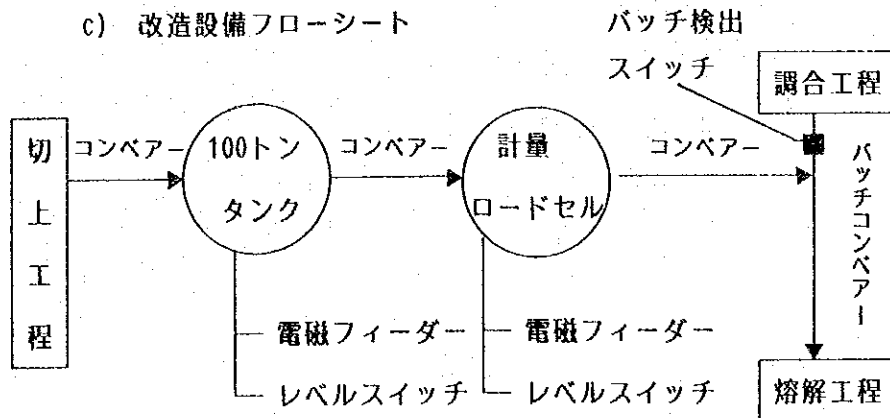 c) 改造設備フローシート
バッチ検出
スイッチ
調合工程
切上工程
コンベアー
100トン
タンク
コンベアー
計量
ロードセル
コンベアー
バッチコンベアー
電磁フィーダー
レベルスイッチ
電磁フィーダー
レベルスイッチ
熔解工程